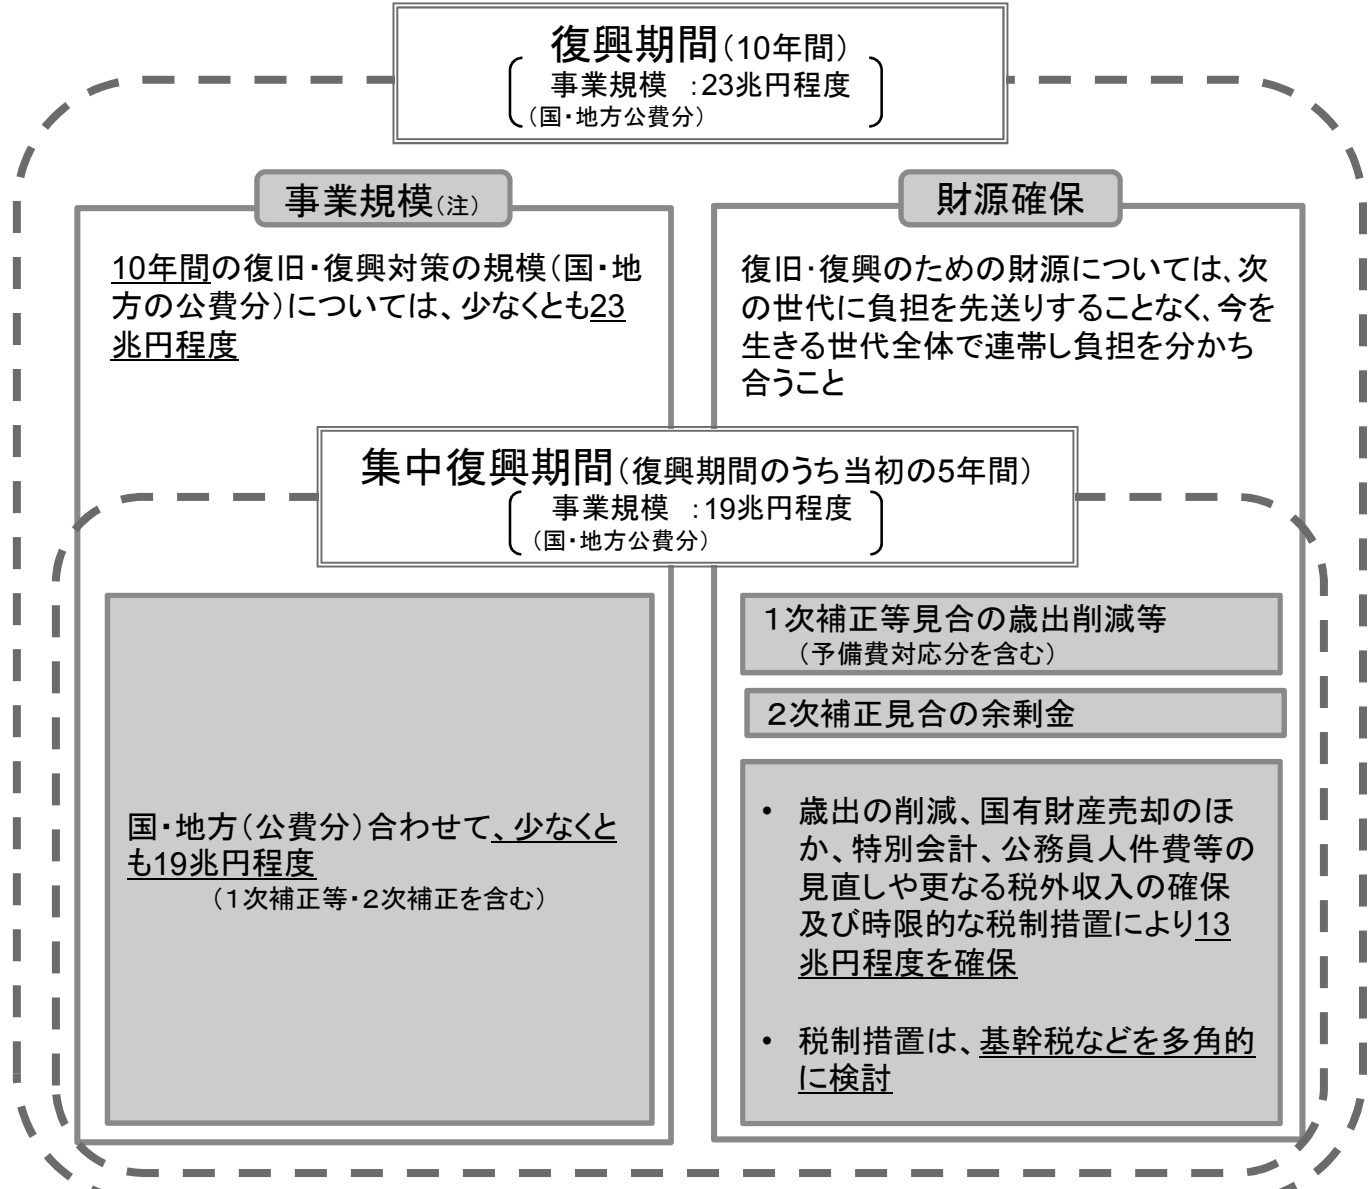 復興期間（10年間）
事業規模　：23兆円程度
（国・地方公費分）
事業規模（注）
10年間の復旧・復興対策の規模（国・地
方の公費分）については、少なくとも23
兆円程度
財源確保
復旧・復興のための財源については、次
の世代に負担を先送りすることなく、今を
生きる世代全体で連帯し負担を分かち
合うこと
集中復興期間（復興期間のうち当初の5年間）
事業規模　：19兆円程度
（国・地方公費分）
国・地方（公費分）合わせて、少なくと
も19兆円程度
（１次補正等・２次補正を含む）
１次補正等見合の歳出削減等
（予備費対応分を含む）
２次補正見合の余剰金
• 歳出の削減、国有財産売却のほ
か、特別会計、公務員人件費等の
見直しや更なる税外収入の確保
及び時限的な税制措置により13
兆円程度を確保
• 税制措置は、基幹税などを多角的
に検討